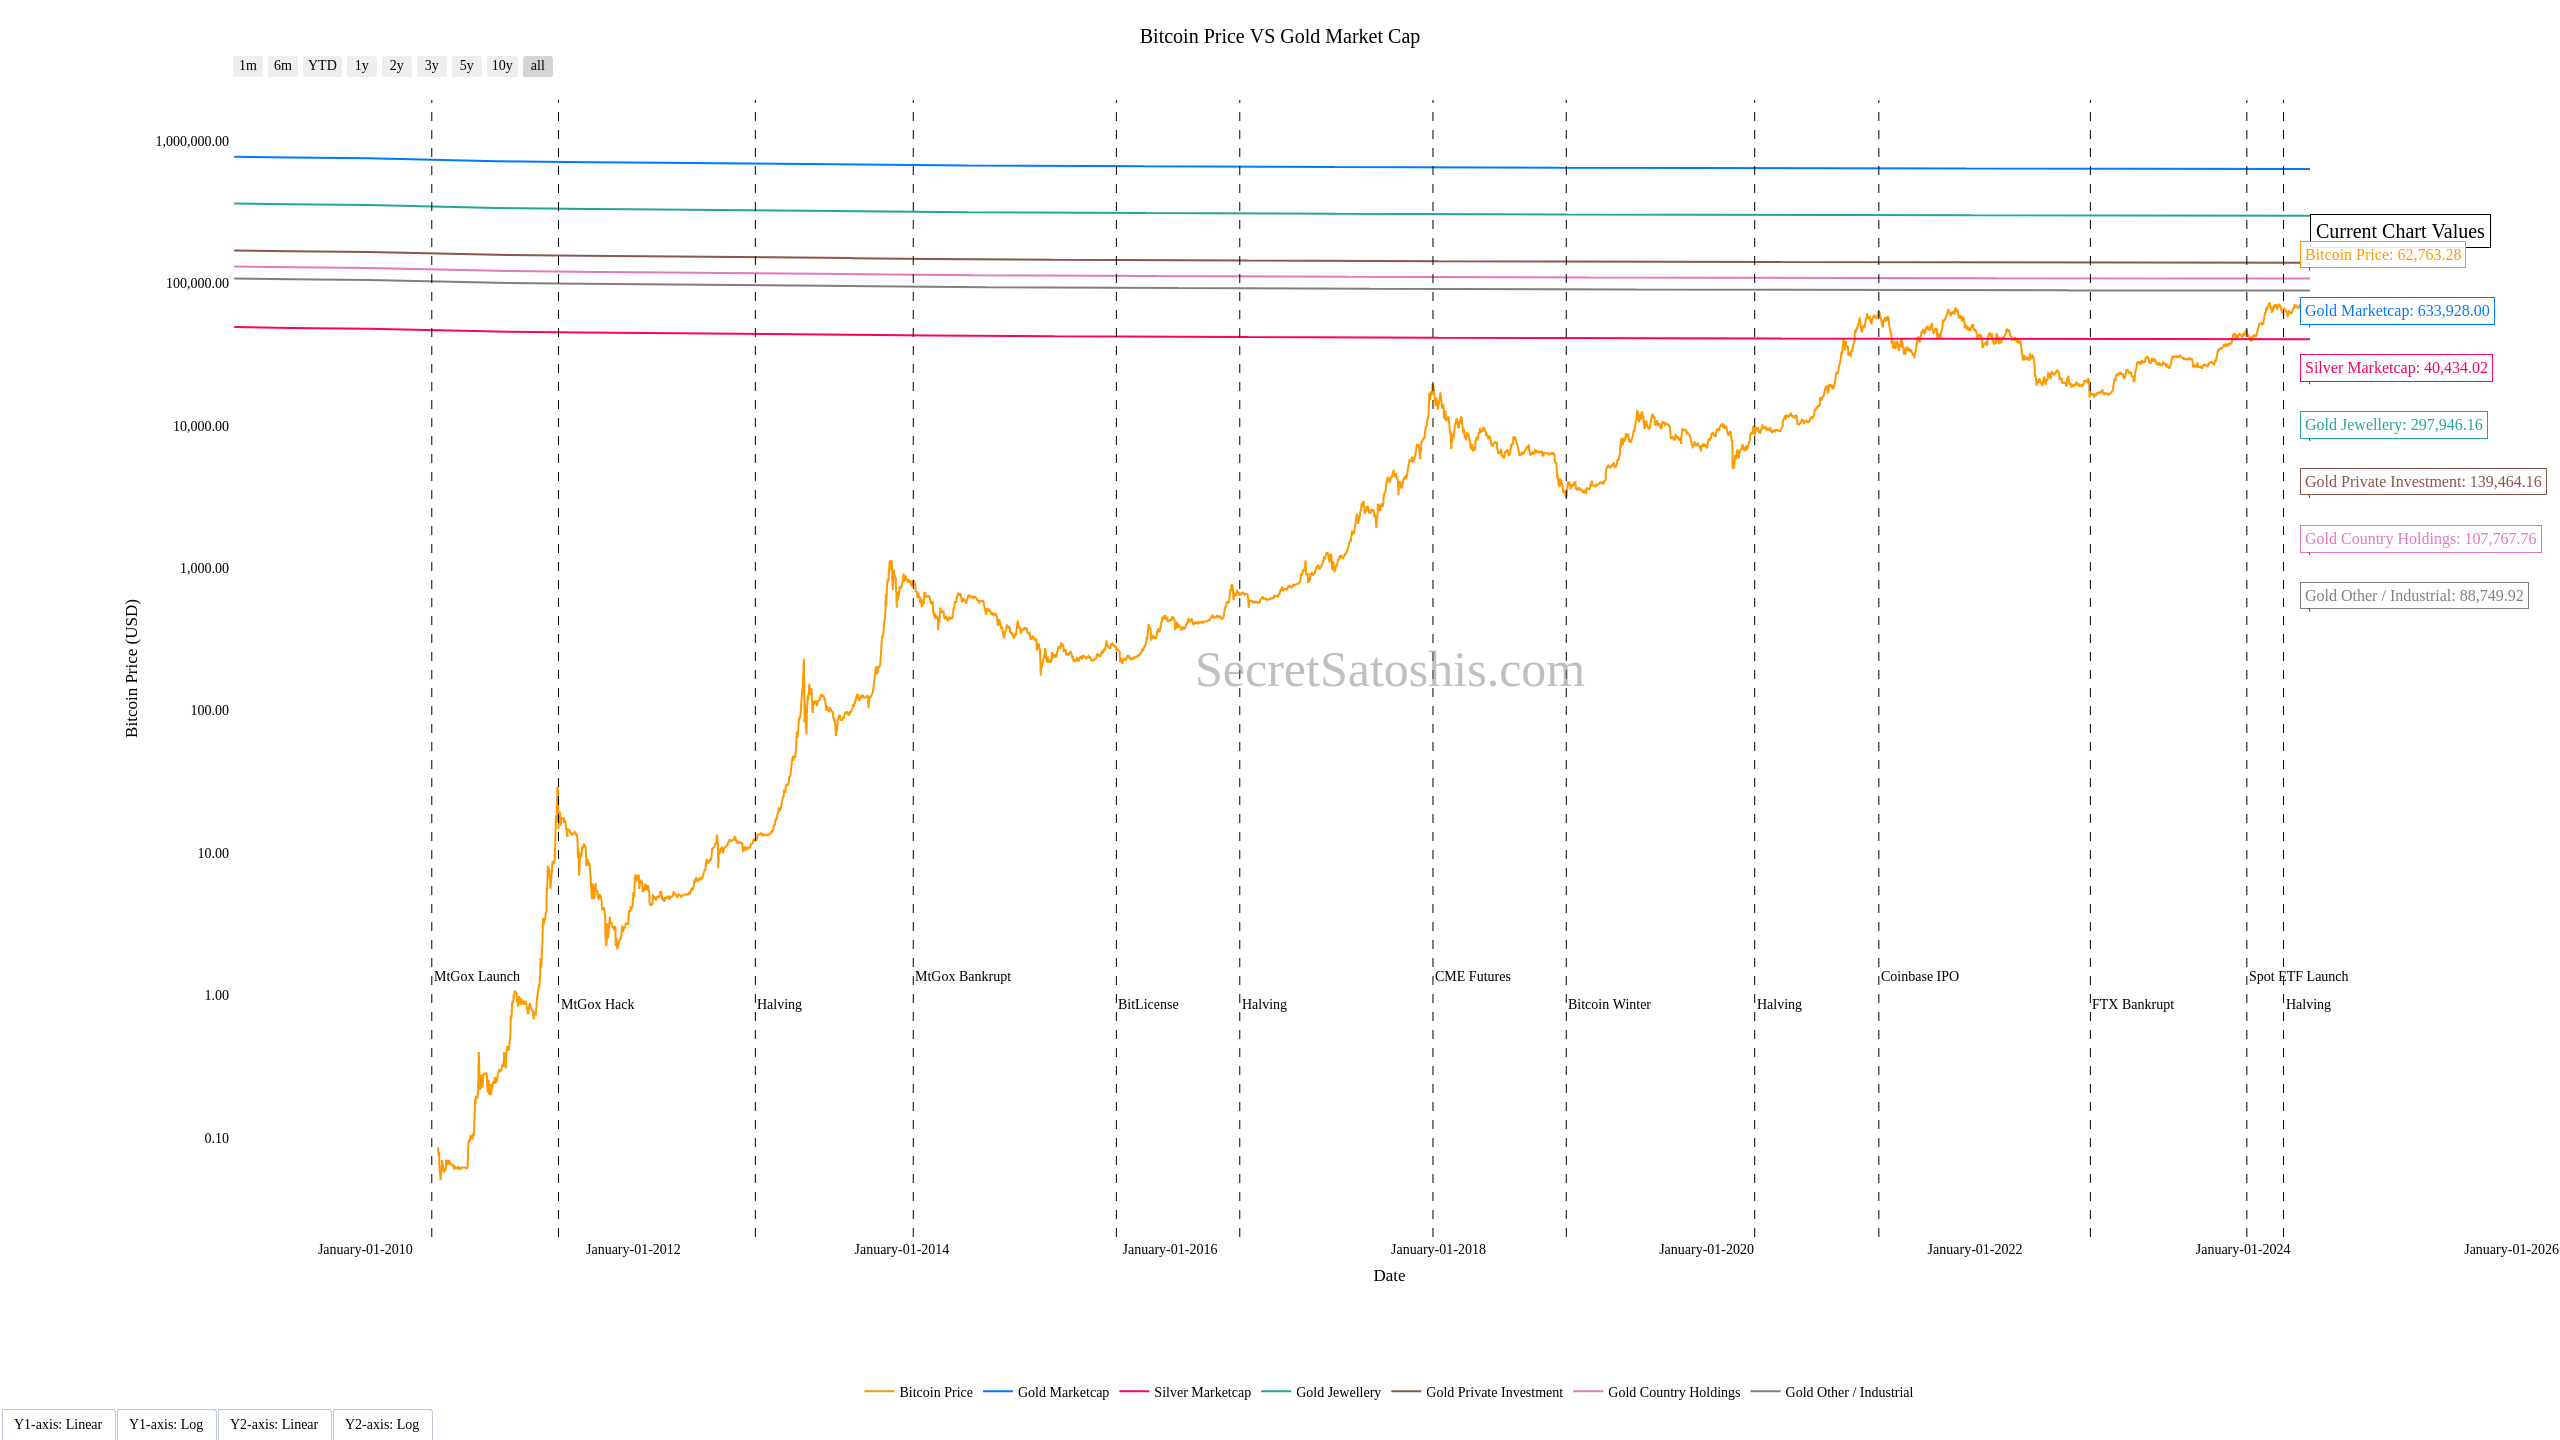 Bitcoin Price VS Gold Market Cap
1m 6m YTD 1y 2y 3y 5y 10y all
1,000,000.00
100,000.00
10,000.00
1,000.00
100.00
10.00
1.00
0.10
Bitcoin Price (USD)
Current Chart Values
Bitcoin Price: 62,763.28
Gold Marketcap: 633,928.00
Silver Marketcap: 40,434.02
Gold Jewellery: 297,946.16
Gold Private Investment: 139,464.16
Gold Country Holdings: 107,767.76
Gold Other / Industrial: 88,749.92
SecretSatoshis.com
MtGox Launch
MtGox Hack
Halving
MtGox Bankrupt
BitLicense
Halving
CME Futures
Bitcoin Winter
Halving
Coinbase IPO
FTX Bankrupt
Spot ETF Launch
Halving
January-01-2010 January-01-2012 January-01-2014 January-01-2016 January-01-2018 January-01-2020 January-01-2022 January-01-2024 January-01-2026
Date
Bitcoin Price Gold Marketcap Silver Marketcap Gold Jewellery Gold Private Investment Gold Country Holdings Gold Other / Industrial
Y1-axis: Linear Y1-axis: Log Y2-axis: Linear Y2-axis: Log